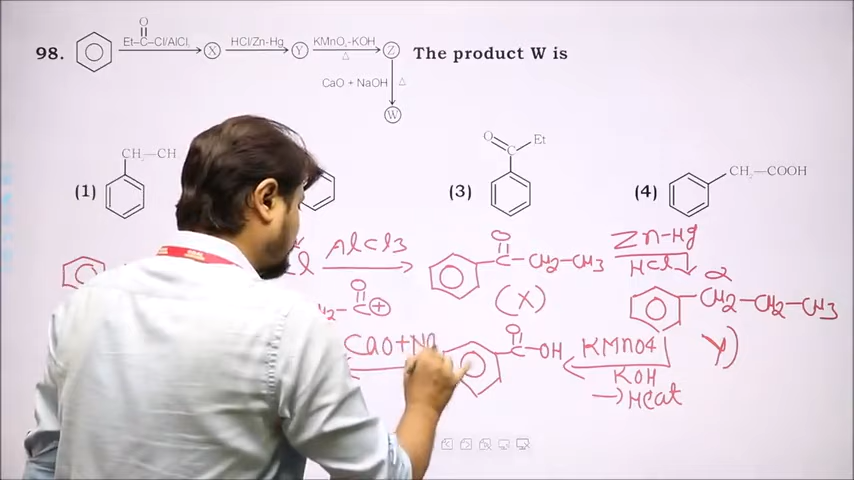 98.
O
Et—C—Cl/AlCl3
X
HCl/Zn-Hg
Y
KMnO4-KOH
Δ
Z
The product W is
CaO + NaOH
Δ
W
(1)
CH2—CH
(3)
O
C
Et
(4)
CH2—COOH
AlCl3
O
C—CH2—CH3
(X)
Zn-Hg
HCl
α
CH2—CH2—CH3
Y)
O
C +
CaO+Na
O
C—OH
KMnO4
KOH
→ Heat